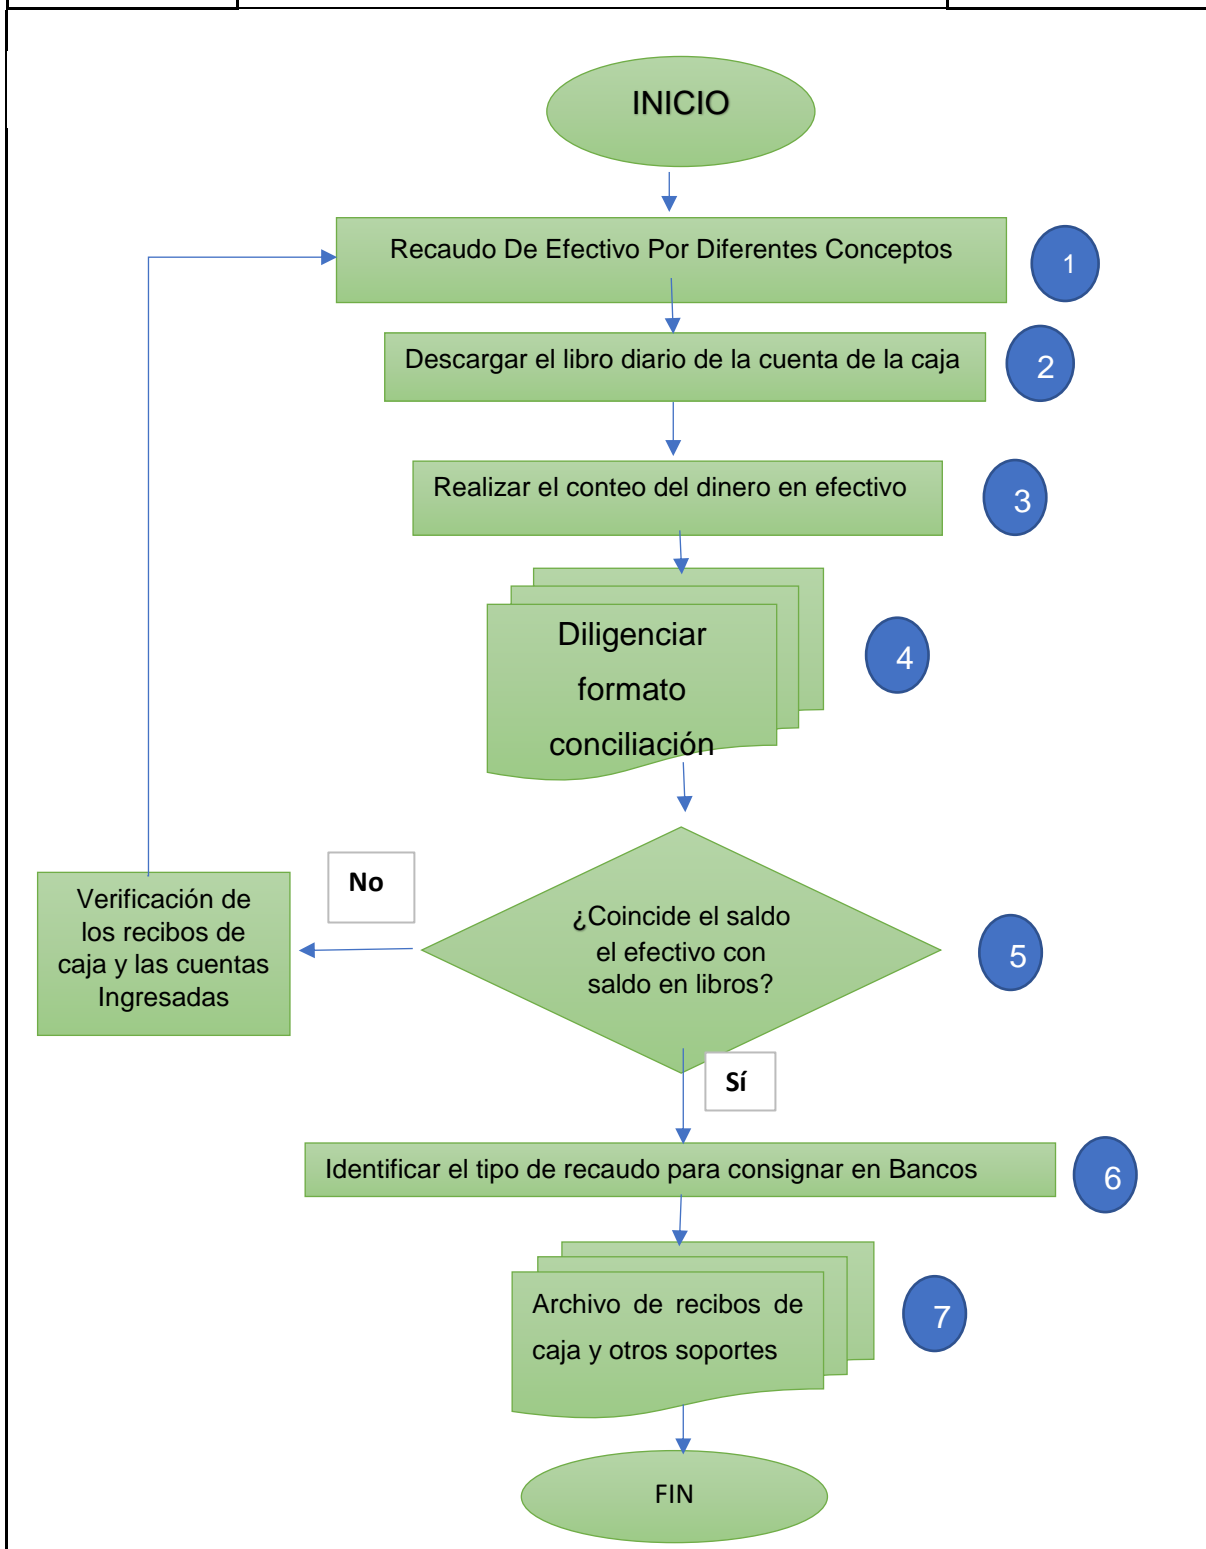 INICIO
Recaudo De Efectivo Por Diferentes Conceptos
1
Descargar el libro diario de la cuenta de la caja
2
Realizar el conteo del dinero en efectivo
3
Diligenciar
formato
conciliación
4
No
Verificación de
los recibos de
caja y las cuentas
Ingresadas
¿Coincide el saldo
el efectivo con
saldo en libros?
5
Sí
Identificar el tipo de recaudo para consignar en Bancos
6
Archivo de recibos de
caja y otros soportes
7
FIN